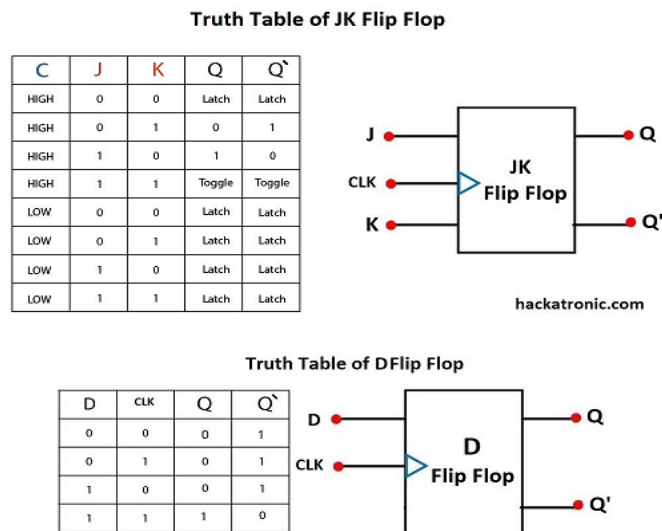 Truth Table of JK Flip Flop
C J K Q Q`
HIGH 0 0 Latch Latch
HIGH 0 1 0 1
HIGH 1 0 1 0
HIGH 1 1 Toggle Toggle
LOW 0 0 Latch Latch
LOW 0 1 Latch Latch
LOW 1 0 Latch Latch
LOW 1 1 Latch Latch
J
CLK
K
JK
Flip Flop
Q
Q'
hackatronic.com
Truth Table of DFlip Flop
D CLK Q Q`
0 0 0 1
0 1 0 1
1 0 0 1
1 1 1 0
D
CLK
D
Flip Flop
Q
Q'